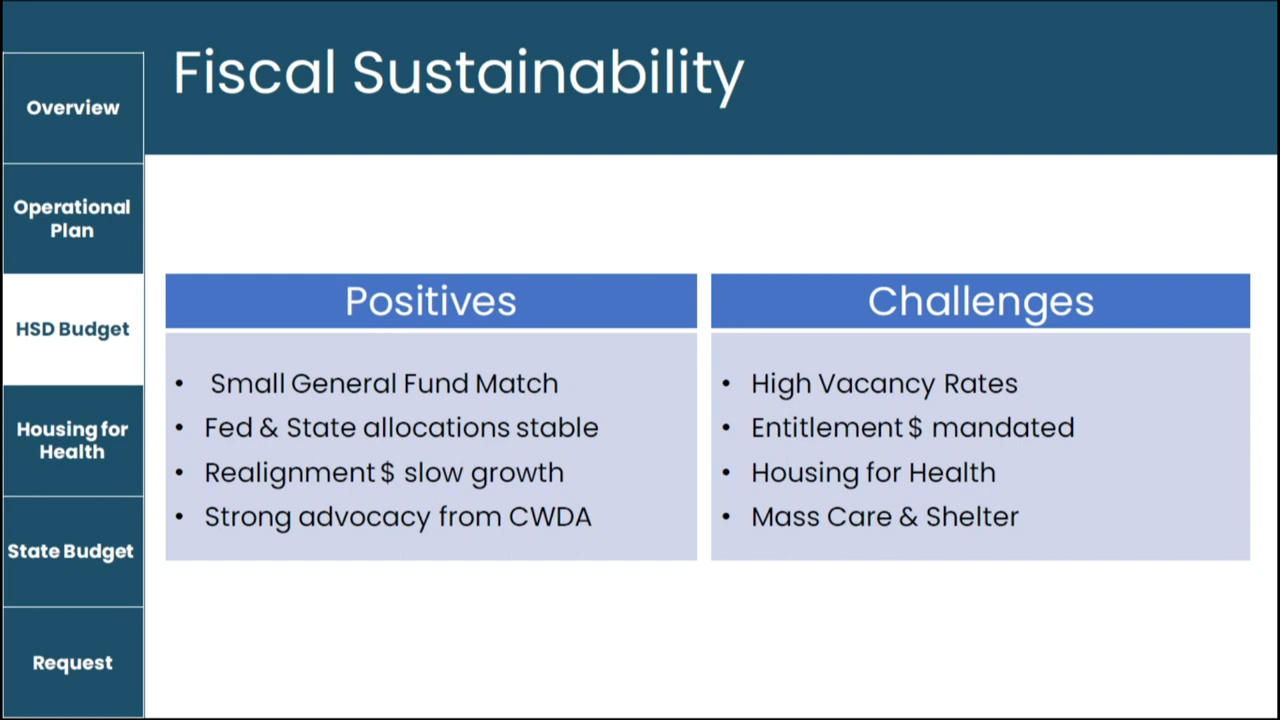 Fiscal Sustainability
Overview
Operational
Plan
HSD Budget
Housing for
Health
State Budget
Request
Positives
• Small General Fund Match
• Fed & State allocations stable
• Realignment $ slow growth
• Strong advocacy from CWDA
Challenges
• High Vacancy Rates
• Entitlement $ mandated
• Housing for Health
• Mass Care & Shelter